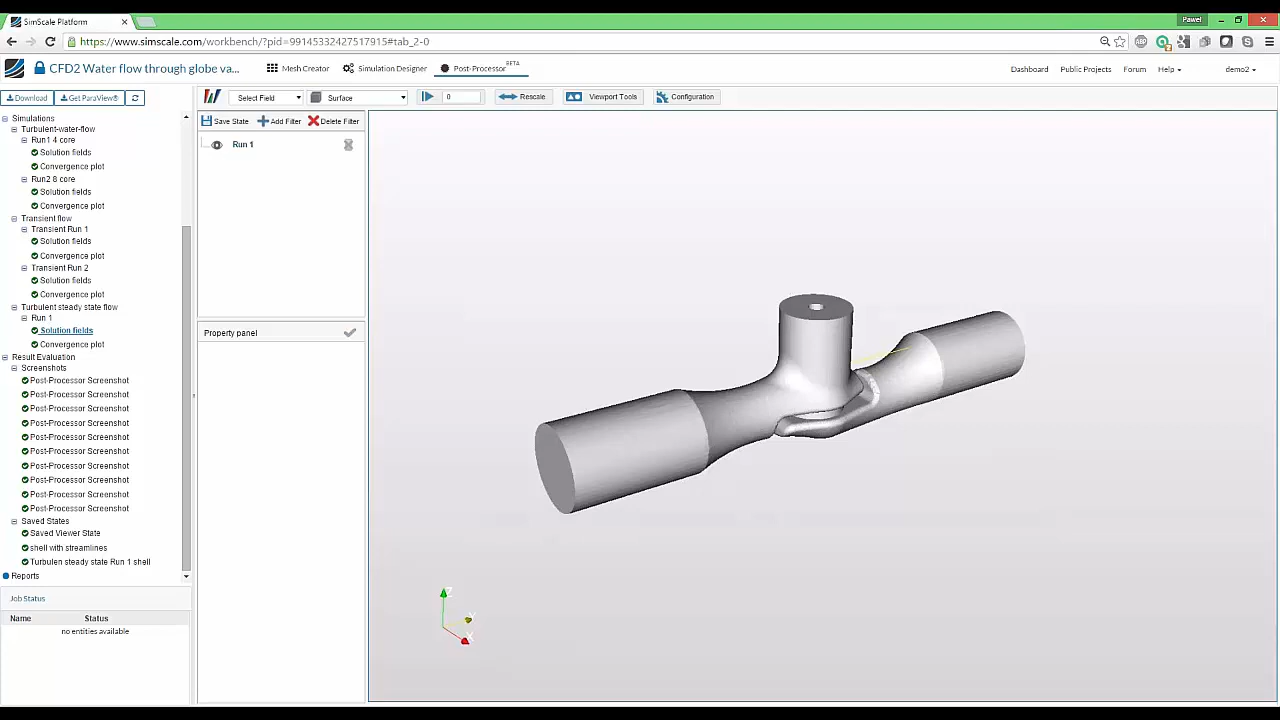 SimScale Platform
Pawel
https://www.simscale.com/workbench/?pid=99145332427517915#tab_2-0
CFD2 Water flow through globe va...
Mesh Creator
Simulation Designer
Post-Processor BETA
Dashboard
Public Projects
Forum
Help
demo2
Download
Get ParaView®
Select Field
Surface
0
Rescale
Viewport Tools
Configuration
Save State
Add Filter
Delete Filter
Run 1
Property panel
Simulations
Turbulent-water-flow
Run1 4 core
Solution fields
Convergence plot
Run2 8 core
Solution fields
Convergence plot
Transient flow
Transient Run 1
Solution fields
Convergence plot
Transient Run 2
Solution fields
Convergence plot
Turbulent steady state flow
Run 1
Solution fields
Convergence plot
Result Evaluation
Screenshots
Post-Processor Screenshot
Post-Processor Screenshot
Post-Processor Screenshot
Post-Processor Screenshot
Post-Processor Screenshot
Post-Processor Screenshot
Post-Processor Screenshot
Post-Processor Screenshot
Post-Processor Screenshot
Post-Processor Screenshot
Saved States
Saved Viewer State
shell with streamlines
Turbulen steady state Run 1 shell
Reports
Job Status
Name Status
no entities available
Z
Y
X